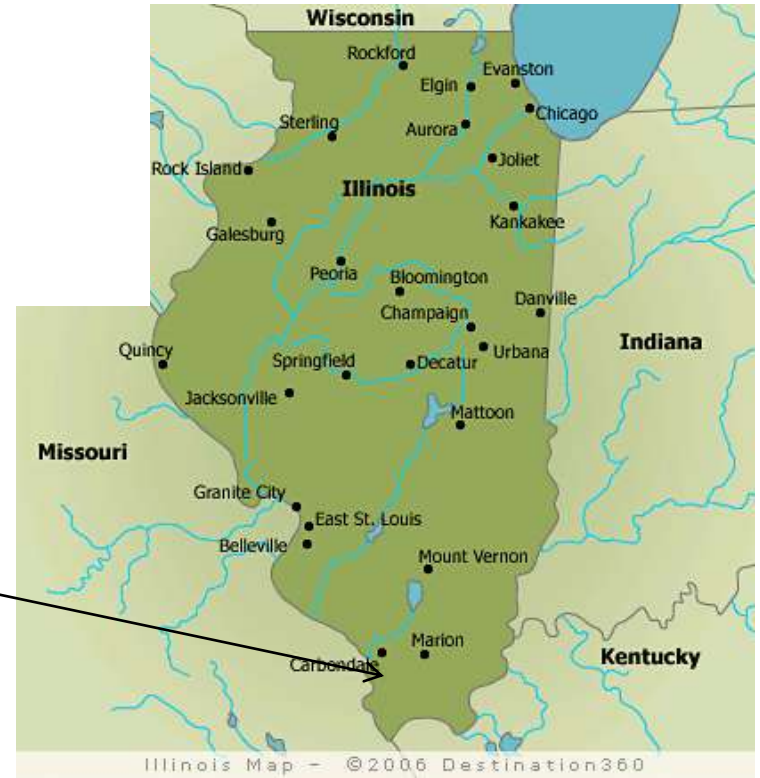 Wisconsin
Rockford
Evanston
Elgin
Chicago
Sterling
Aurora
Joliet
Rock Island
Illinois
Kankakee
Galesburg
Peoria
Bloomington
Danville
Champaign
Indiana
Quincy
Urbana
Springfield
Decatur
Jacksonville
Mattoon
Missouri
Granite City
East St. Louis
Belleville
Mount Vernon
Marion
Kentucky
Carbondale
Illinois Map - ©2006 Destination360